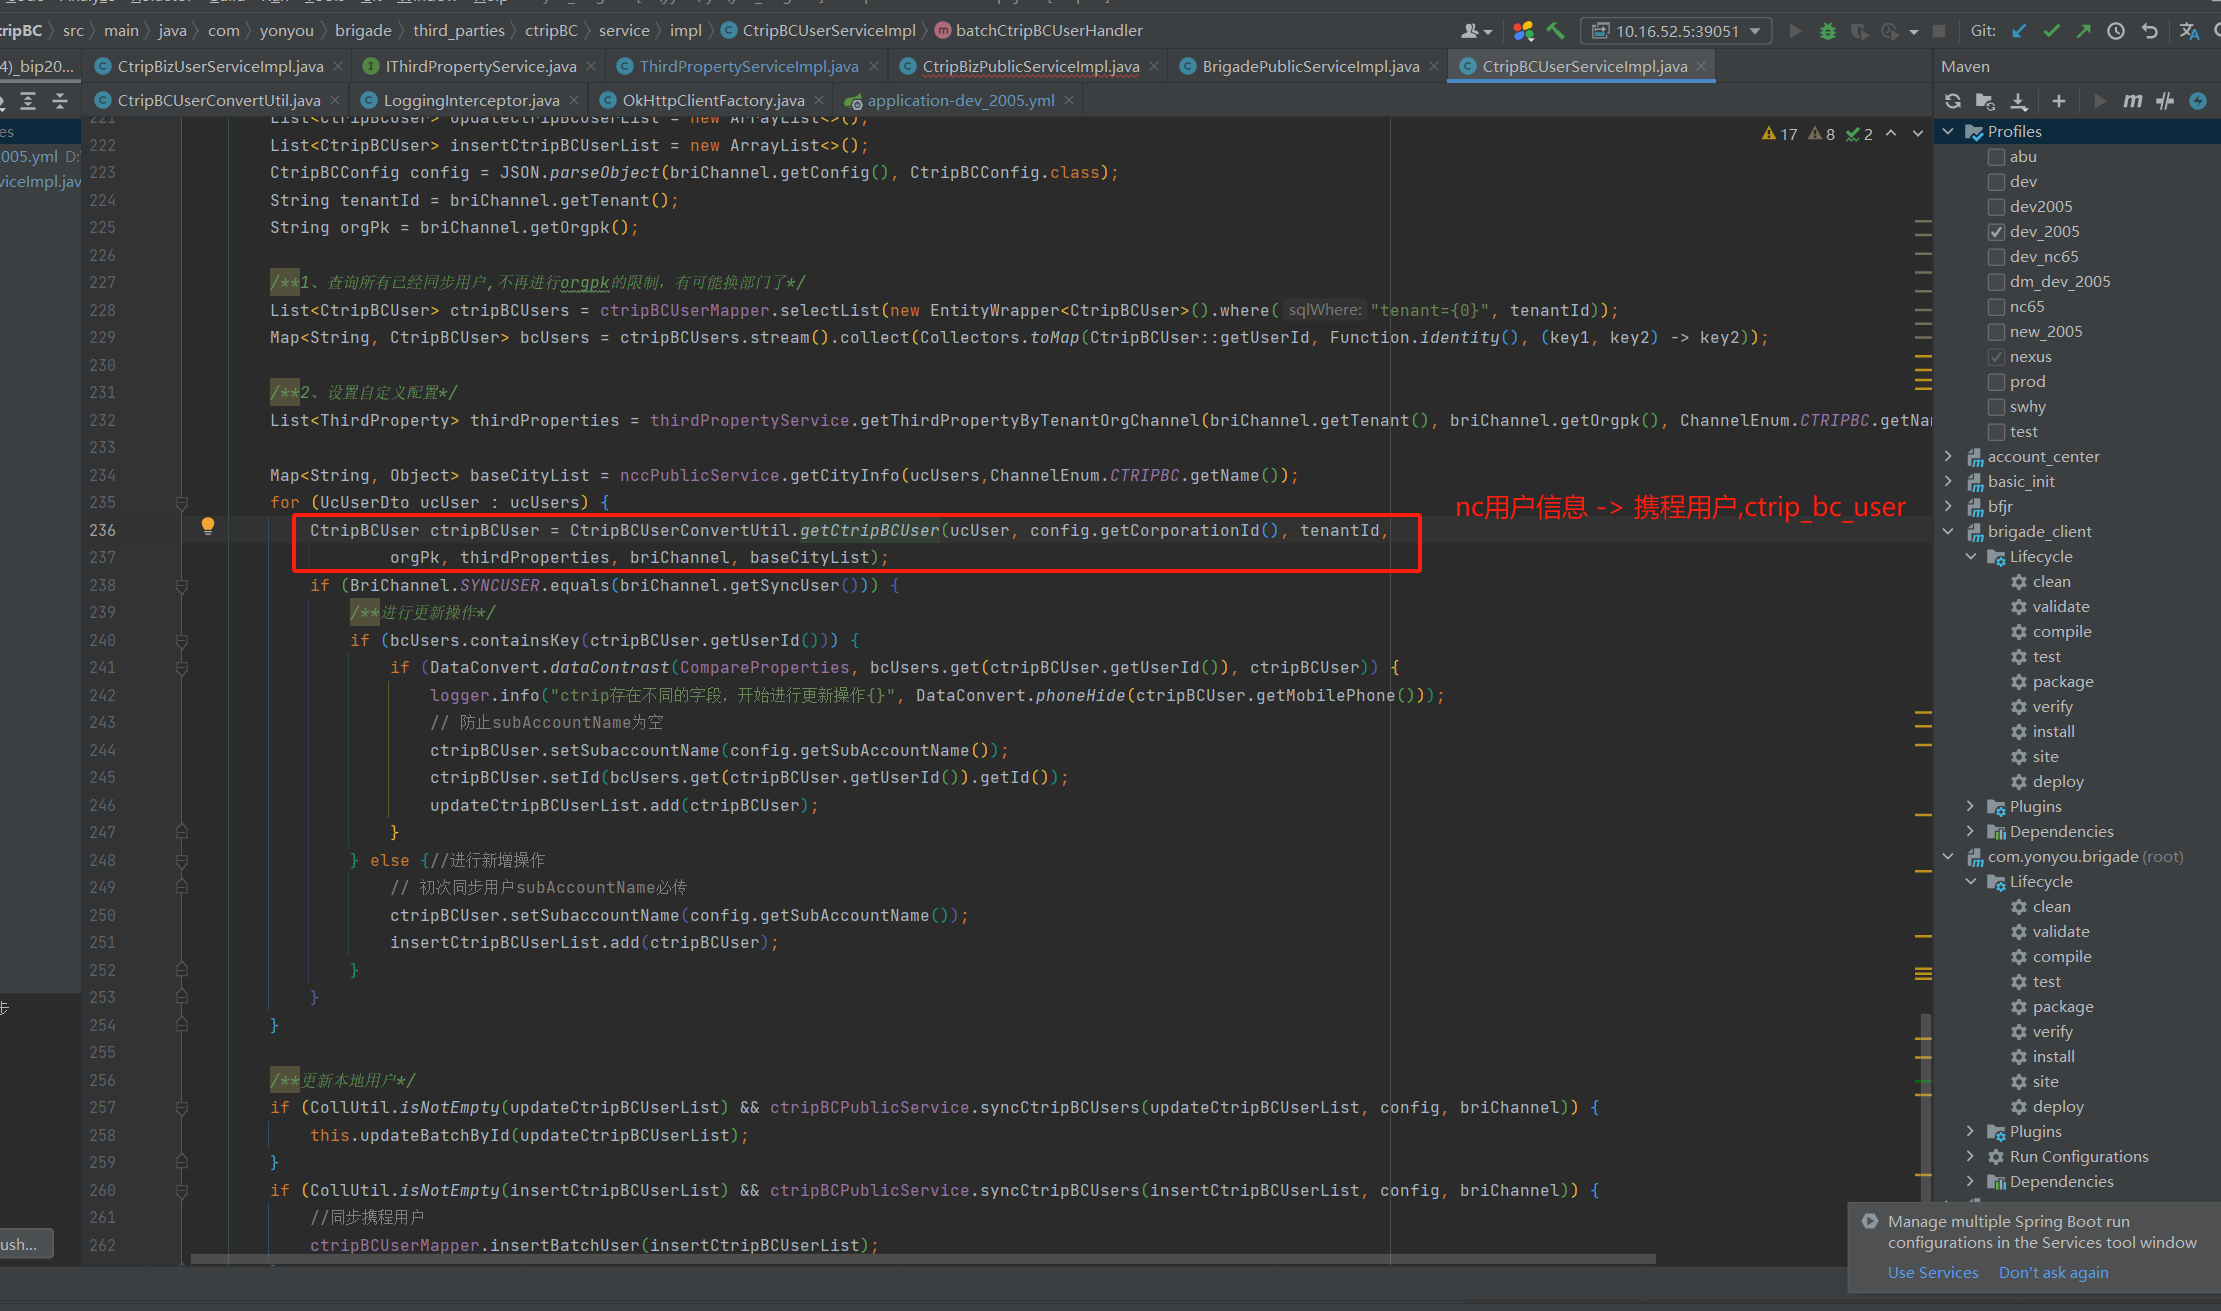 ripBC src main java com yonyou brigade third_parties ctripBC service impl CtripBCUserServiceImpl batchCtripBCUserHandler 10.16.52.5:39051 Git:
4)_bip20... CtripBizUserServiceImpl.java IThirdPropertyService.java ThirdPropertyServiceImpl.java CtripBizPublicServiceImpl.java BrigadePublicServiceImpl.java CtripBCUserServiceImpl.java Maven
CtripBCUserConvertUtil.java LoggingInterceptor.java OkHttpClientFactory.java application-dev_2005.yml
es
005.yml D:
viceImpl.jav
17 8 2
221 List<CtripBCUser> updateCtripBCUserList = new ArrayList<>();
222 List<CtripBCUser> insertCtripBCUserList = new ArrayList<>();
223 CtripBCConfig config = JSON.parseObject(briChannel.getConfig(), CtripBCConfig.class);
224 String tenantId = briChannel.getTenant();
225 String orgPk = briChannel.getOrgpk();
226
227 /**1、查询所有已经同步用户,不再进行orgpk的限制，有可能换部门了*/
228 List<CtripBCUser> ctripBCUsers = ctripBCUserMapper.selectList(new EntityWrapper<CtripBCUser>().where( sqlWhere: "tenant={0}", tenantId));
229 Map<String, CtripBCUser> bcUsers = ctripBCUsers.stream().collect(Collectors.toMap(CtripBCUser::getUserId, Function.identity(), (key1, key2) -> key2));
230
231 /**2、设置自定义配置*/
232 List<ThirdProperty> thirdProperties = thirdPropertyService.getThirdPropertyByTenantOrgChannel(briChannel.getTenant(), briChannel.getOrgpk(), ChannelEnum.CTRIPBC.getNa
233
234 Map<String, Object> baseCityList = nccPublicService.getCityInfo(ucUsers,ChannelEnum.CTRIPBC.getName());
235 for (UcUserDto ucUser : ucUsers) {
nc用户信息 -> 携程用户,ctrip_bc_user
236 CtripBCUser ctripBCUser = CtripBCUserConvertUtil.getCtripBCUser(ucUser, config.getCorporationId(), tenantId,
237 orgPk, thirdProperties, briChannel, baseCityList);
238 if (BriChannel.SYNCUSER.equals(briChannel.getSyncUser())) {
239 /**进行更新操作*/
240 if (bcUsers.containsKey(ctripBCUser.getUserId())) {
241 if (DataConvert.dataContrast(CompareProperties, bcUsers.get(ctripBCUser.getUserId()), ctripBCUser)) {
242 logger.info("ctrip存在不同的字段，开始进行更新操作{}", DataConvert.phoneHide(ctripBCUser.getMobilePhone()));
243 // 防止subAccountName为空
244 ctripBCUser.setSubaccountName(config.getSubAccountName());
245 ctripBCUser.setId(bcUsers.get(ctripBCUser.getUserId()).getId());
246 updateCtripBCUserList.add(ctripBCUser);
247 }
248 } else {//进行新增操作
249 // 初次同步用户subAccountName必传
250 ctripBCUser.setSubaccountName(config.getSubAccountName());
251 insertCtripBCUserList.add(ctripBCUser);
252 }
253 }
254 }
255
256 /**更新本地用户*/
257 if (CollUtil.isNotEmpty(updateCtripBCUserList) && ctripBCPublicService.syncCtripBCUsers(updateCtripBCUserList, config, briChannel)) {
258 this.updateBatchById(updateCtripBCUserList);
259 }
260 if (CollUtil.isNotEmpty(insertCtripBCUserList) && ctripBCPublicService.syncCtripBCUsers(insertCtripBCUserList, config, briChannel)) {
261 //同步携程用户
262 ctripBCUserMapper.insertBatchUser(insertCtripBCUserList);
步
ush...
Profiles
abu
dev
dev2005
dev_2005
dev_nc65
dm_dev_2005
nc65
new_2005
nexus
prod
swhy
test
account_center
basic_init
bfjr
brigade_client
Lifecycle
clean
validate
compile
test
package
verify
install
site
deploy
Plugins
Dependencies
com.yonyou.brigade (root)
Lifecycle
clean
validate
compile
test
package
verify
install
site
deploy
Plugins
Run Configurations
Dependencies
Manage multiple Spring Boot run
configurations in the Services tool window
Use Services Don't ask again